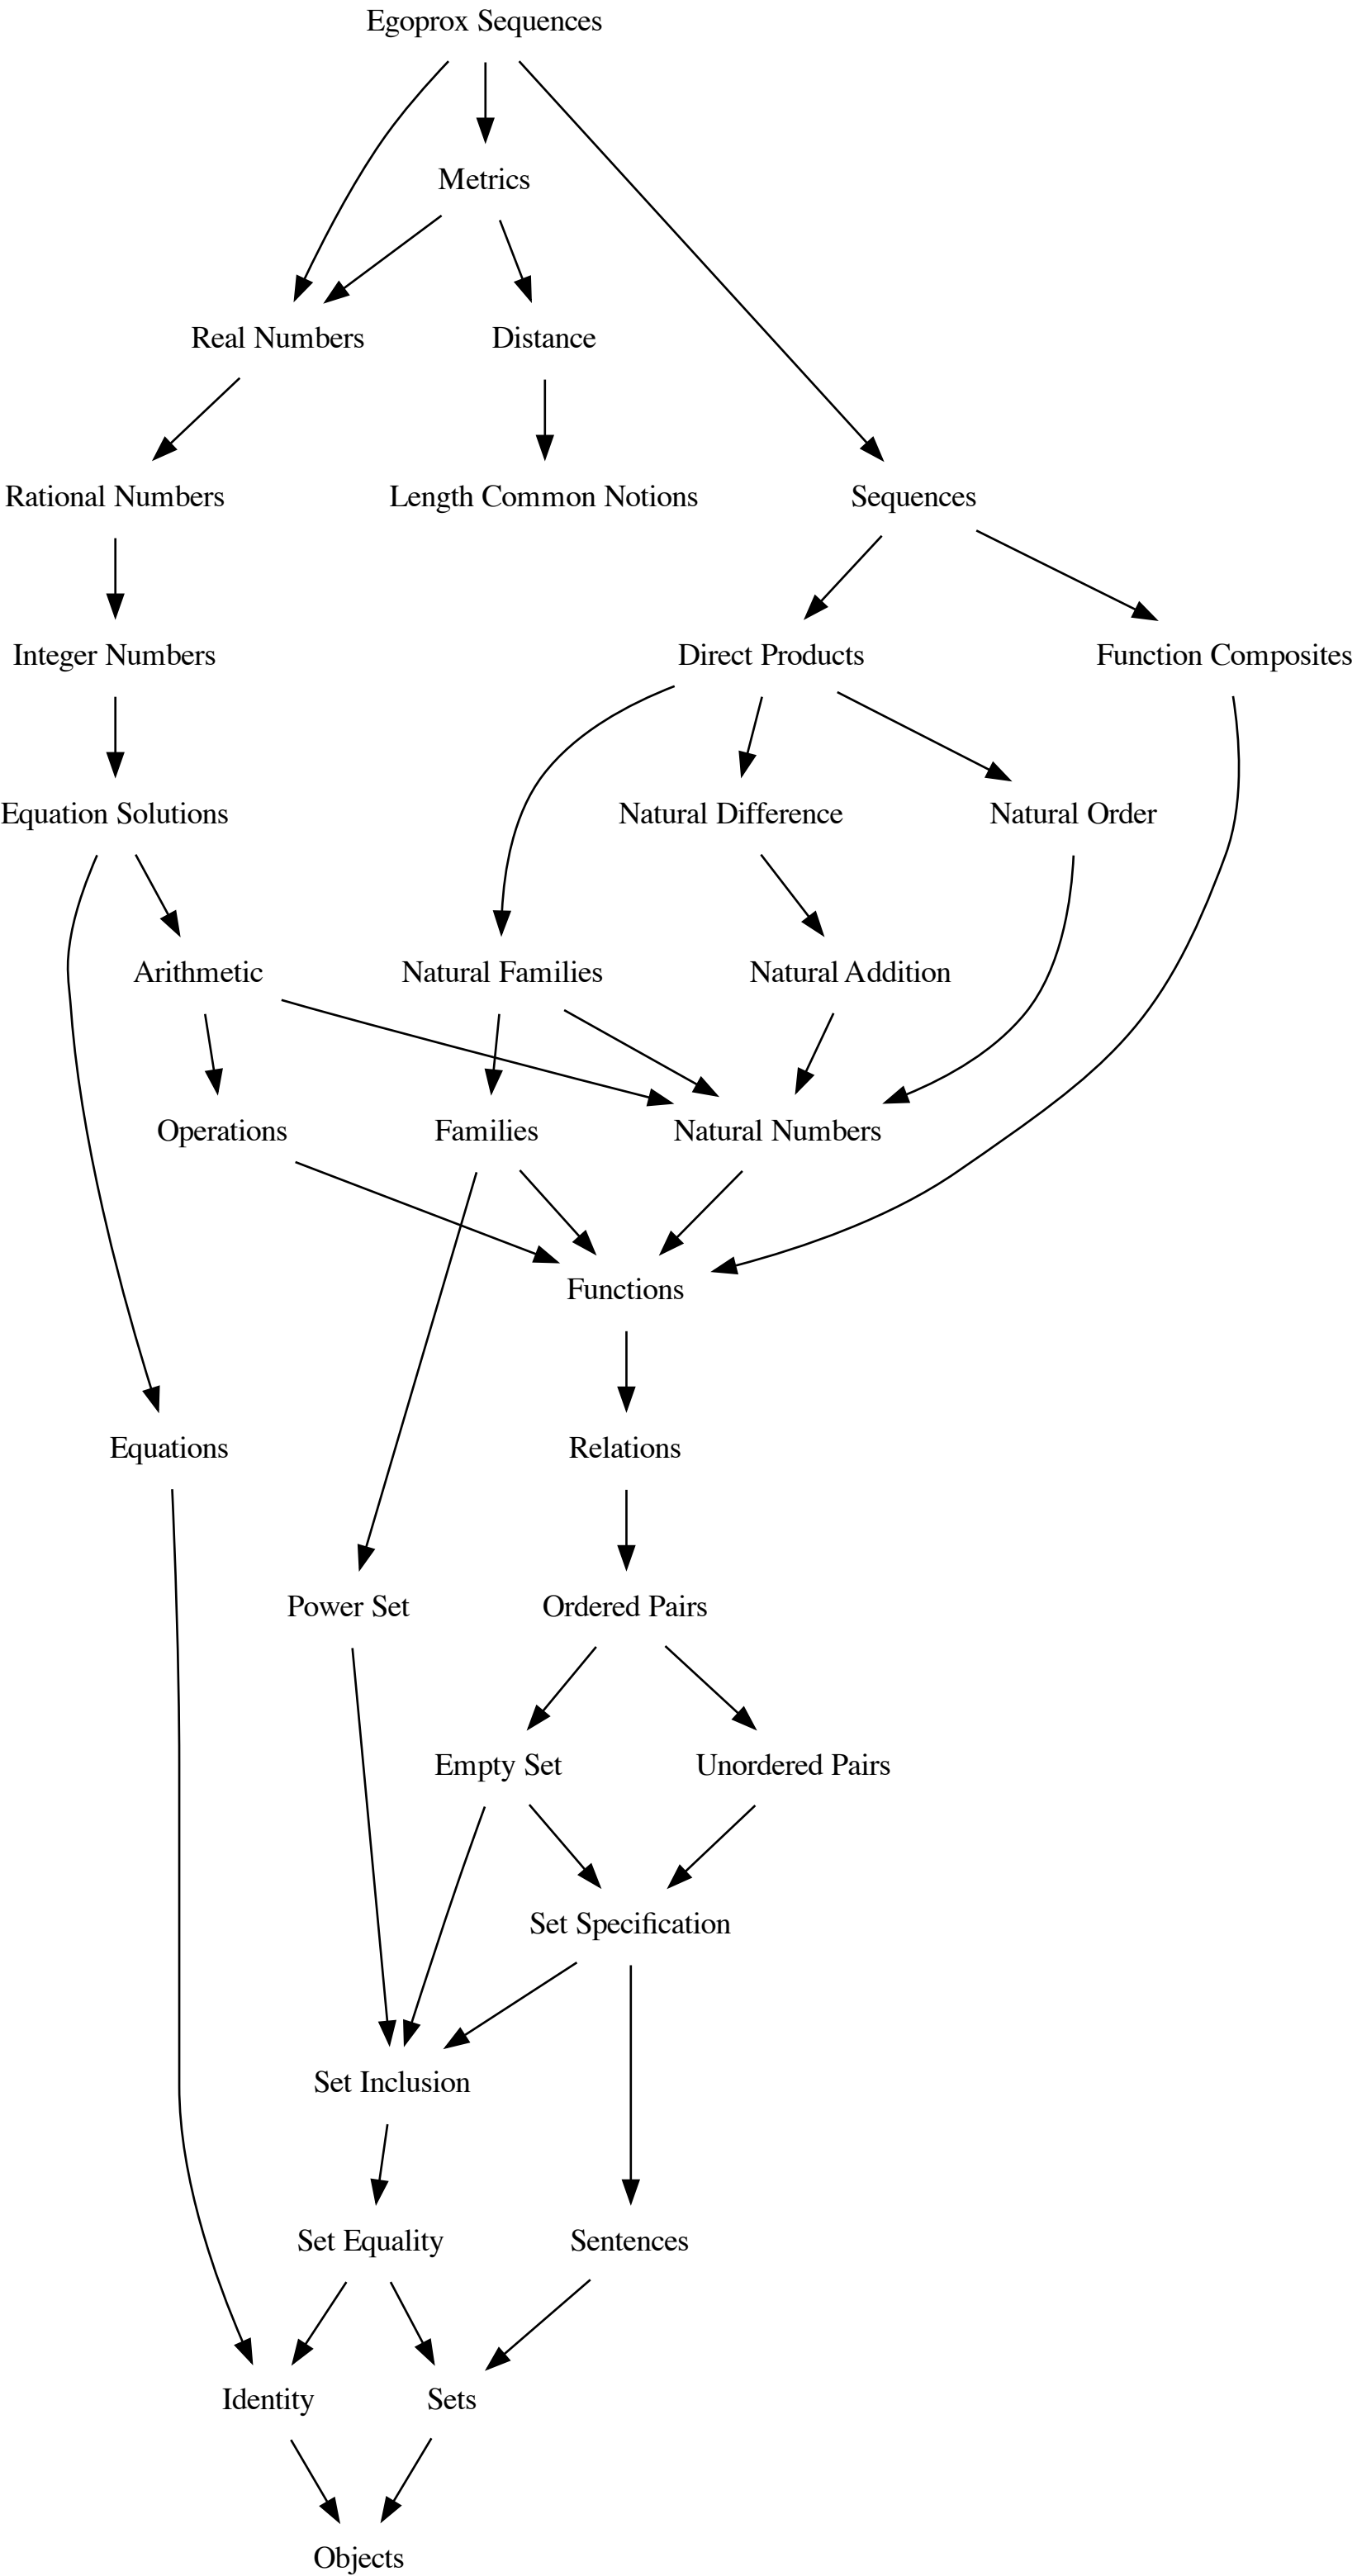 Egoprox Sequences
Metrics
Real Numbers
Distance
Rational Numbers
Length Common Notions
Sequences
Integer Numbers
Direct Products
Function Composites
Equation Solutions
Natural Difference
Natural Order
Arithmetic
Natural Families
Natural Addition
Operations
Families
Natural Numbers
Functions
Equations
Relations
Power Set
Ordered Pairs
Empty Set
Unordered Pairs
Set Specification
Set Inclusion
Set Equality
Sentences
Identity
Sets
Objects